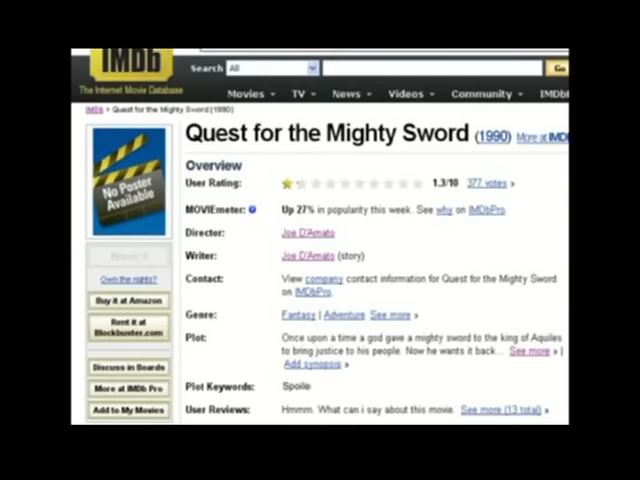 IMDb
The Internet Movie Database
Search All Go
Movies TV News Videos Community IMDb
IMDb > Quest for the Mighty Sword (1990)
No Poster
Available
Own the rights?
Buy it at Amazon
Rent it at
Blockbuster.com
Discuss in Boards
More at IMDb Pro
Add to My Movies
Quest for the Mighty Sword (1990) More at IMD
Overview
User Rating: 1.3/10 377 votes »
MOVIEmeter: Up 27% in popularity this week. See why on IMDbPro.
Director: Joe D'Amato
Writer: Joe D'Amato (story)
Contact: View company contact information for Quest for the Mighty Sword
on IMDbPro.
Genre: Fantasy | Adventure See more »
Plot: Once upon a time a god gave a mighty sword to the king of Aquiles
to bring justice to his people. Now he wants it back... See more » |
Add synopsis »
Plot Keywords: Spoile
User Reviews: Hmmm. What can i say about this movie. See more (13 total) »